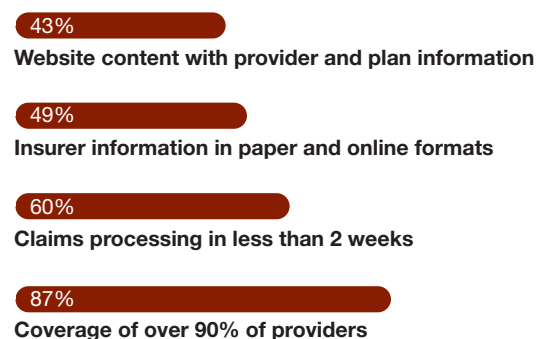 43%
Website content with provider and plan information
49%
Insurer information in paper and online formats
60%
Claims processing in less than 2 weeks
87%
Coverage of over 90% of providers